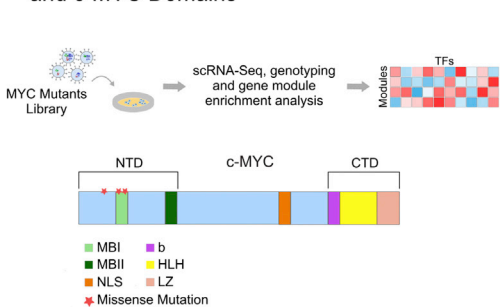 and c-MYC Domains
TFs
scRNA-Seq, genotyping
and gene module
enrichment analysis
Modules
MYC Mutants
Library
NTD
c-MYC
CTD
MBI
b
MBII
HLH
NLS
LZ
Missense Mutation